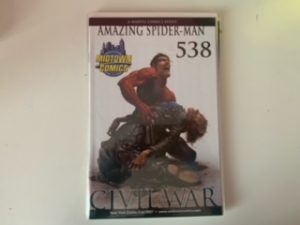 A MARVEL COMICS EVENT
AMAZING SPIDER-MAN
538
MIDTOWN
COMICS
CIVIL WAR